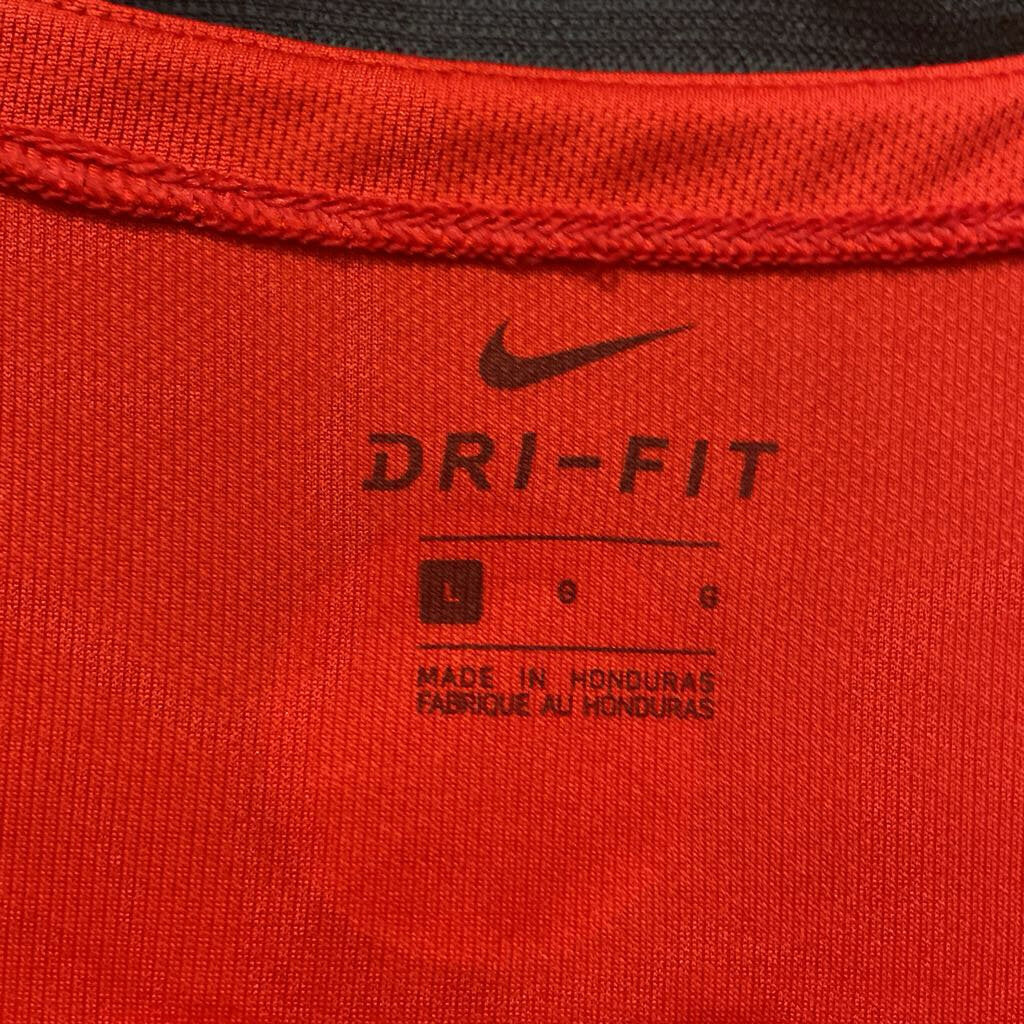 DRI-FIT
L G G
MADE IN HONDURAS
FABRIQUE AU HONDURAS